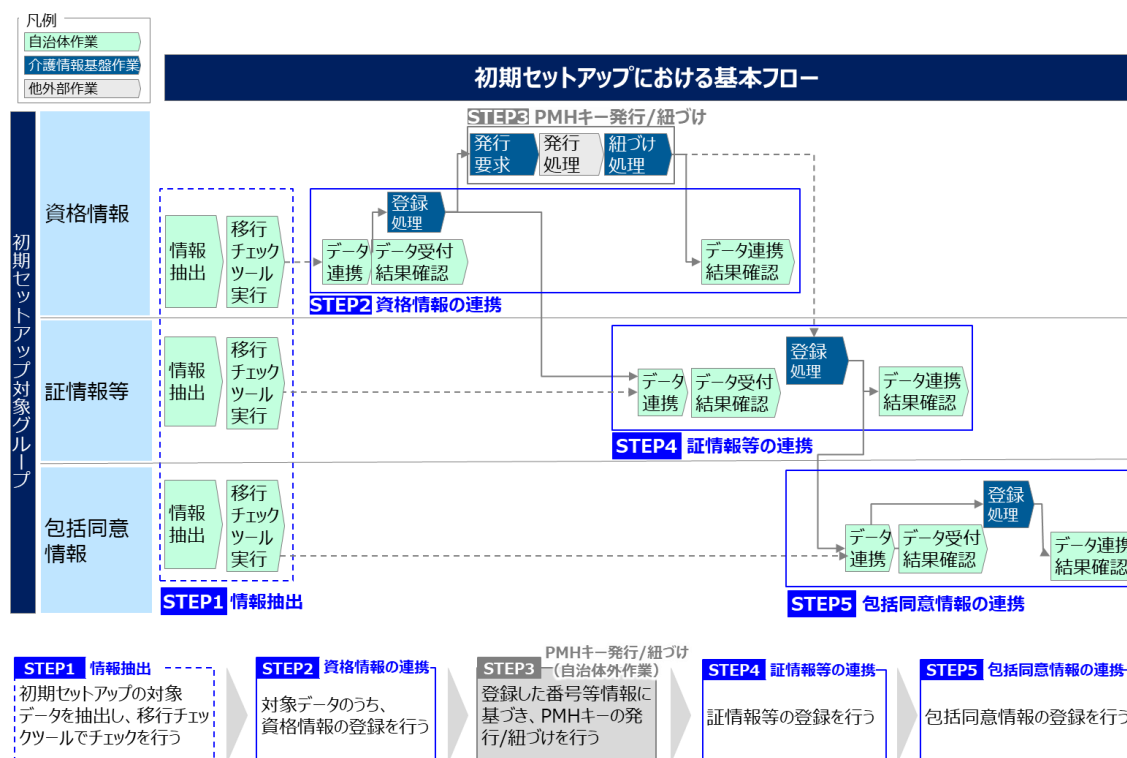 凡例
自治体作業
介護情報基盤作業
他外部作業
初期セットアップにおける基本フロー
初期セットアップ対象グループ
資格情報
証情報等
包括同意
情報
STEP3 PMHキー発行/紐づけ
発行
要求
発行
処理
紐づけ
処理
情報
抽出
移行
チェック
ツール
実行
登録
処理
データ
連携
データ受付
結果確認
データ連携
結果確認
STEP2 資格情報の連携
情報
抽出
移行
チェック
ツール
実行
データ
連携
データ受付
結果確認
登録
処理
データ連携
結果確認
STEP4 証情報等の連携
情報
抽出
移行
チェック
ツール
実行
データ
連携
データ受付
結果確認
登録
処理
データ連携
結果確認
STEP1 情報抽出
STEP5 包括同意情報の連携
STEP1 情報抽出
初期セットアップの対象
データを抽出し、移行チェッ
クツールでチェックを行う
STEP2 資格情報の連携
対象データのうち、
資格情報の登録を行う
STEP3 PMHキー発行/紐づけ
（自治体外作業）
登録した番号等情報に
基づき、PMHキーの発
行/紐づけを行う
STEP4 証情報等の連携
証情報等の登録を行う
STEP5 包括同意情報の連携
包括同意情報の登録を行う